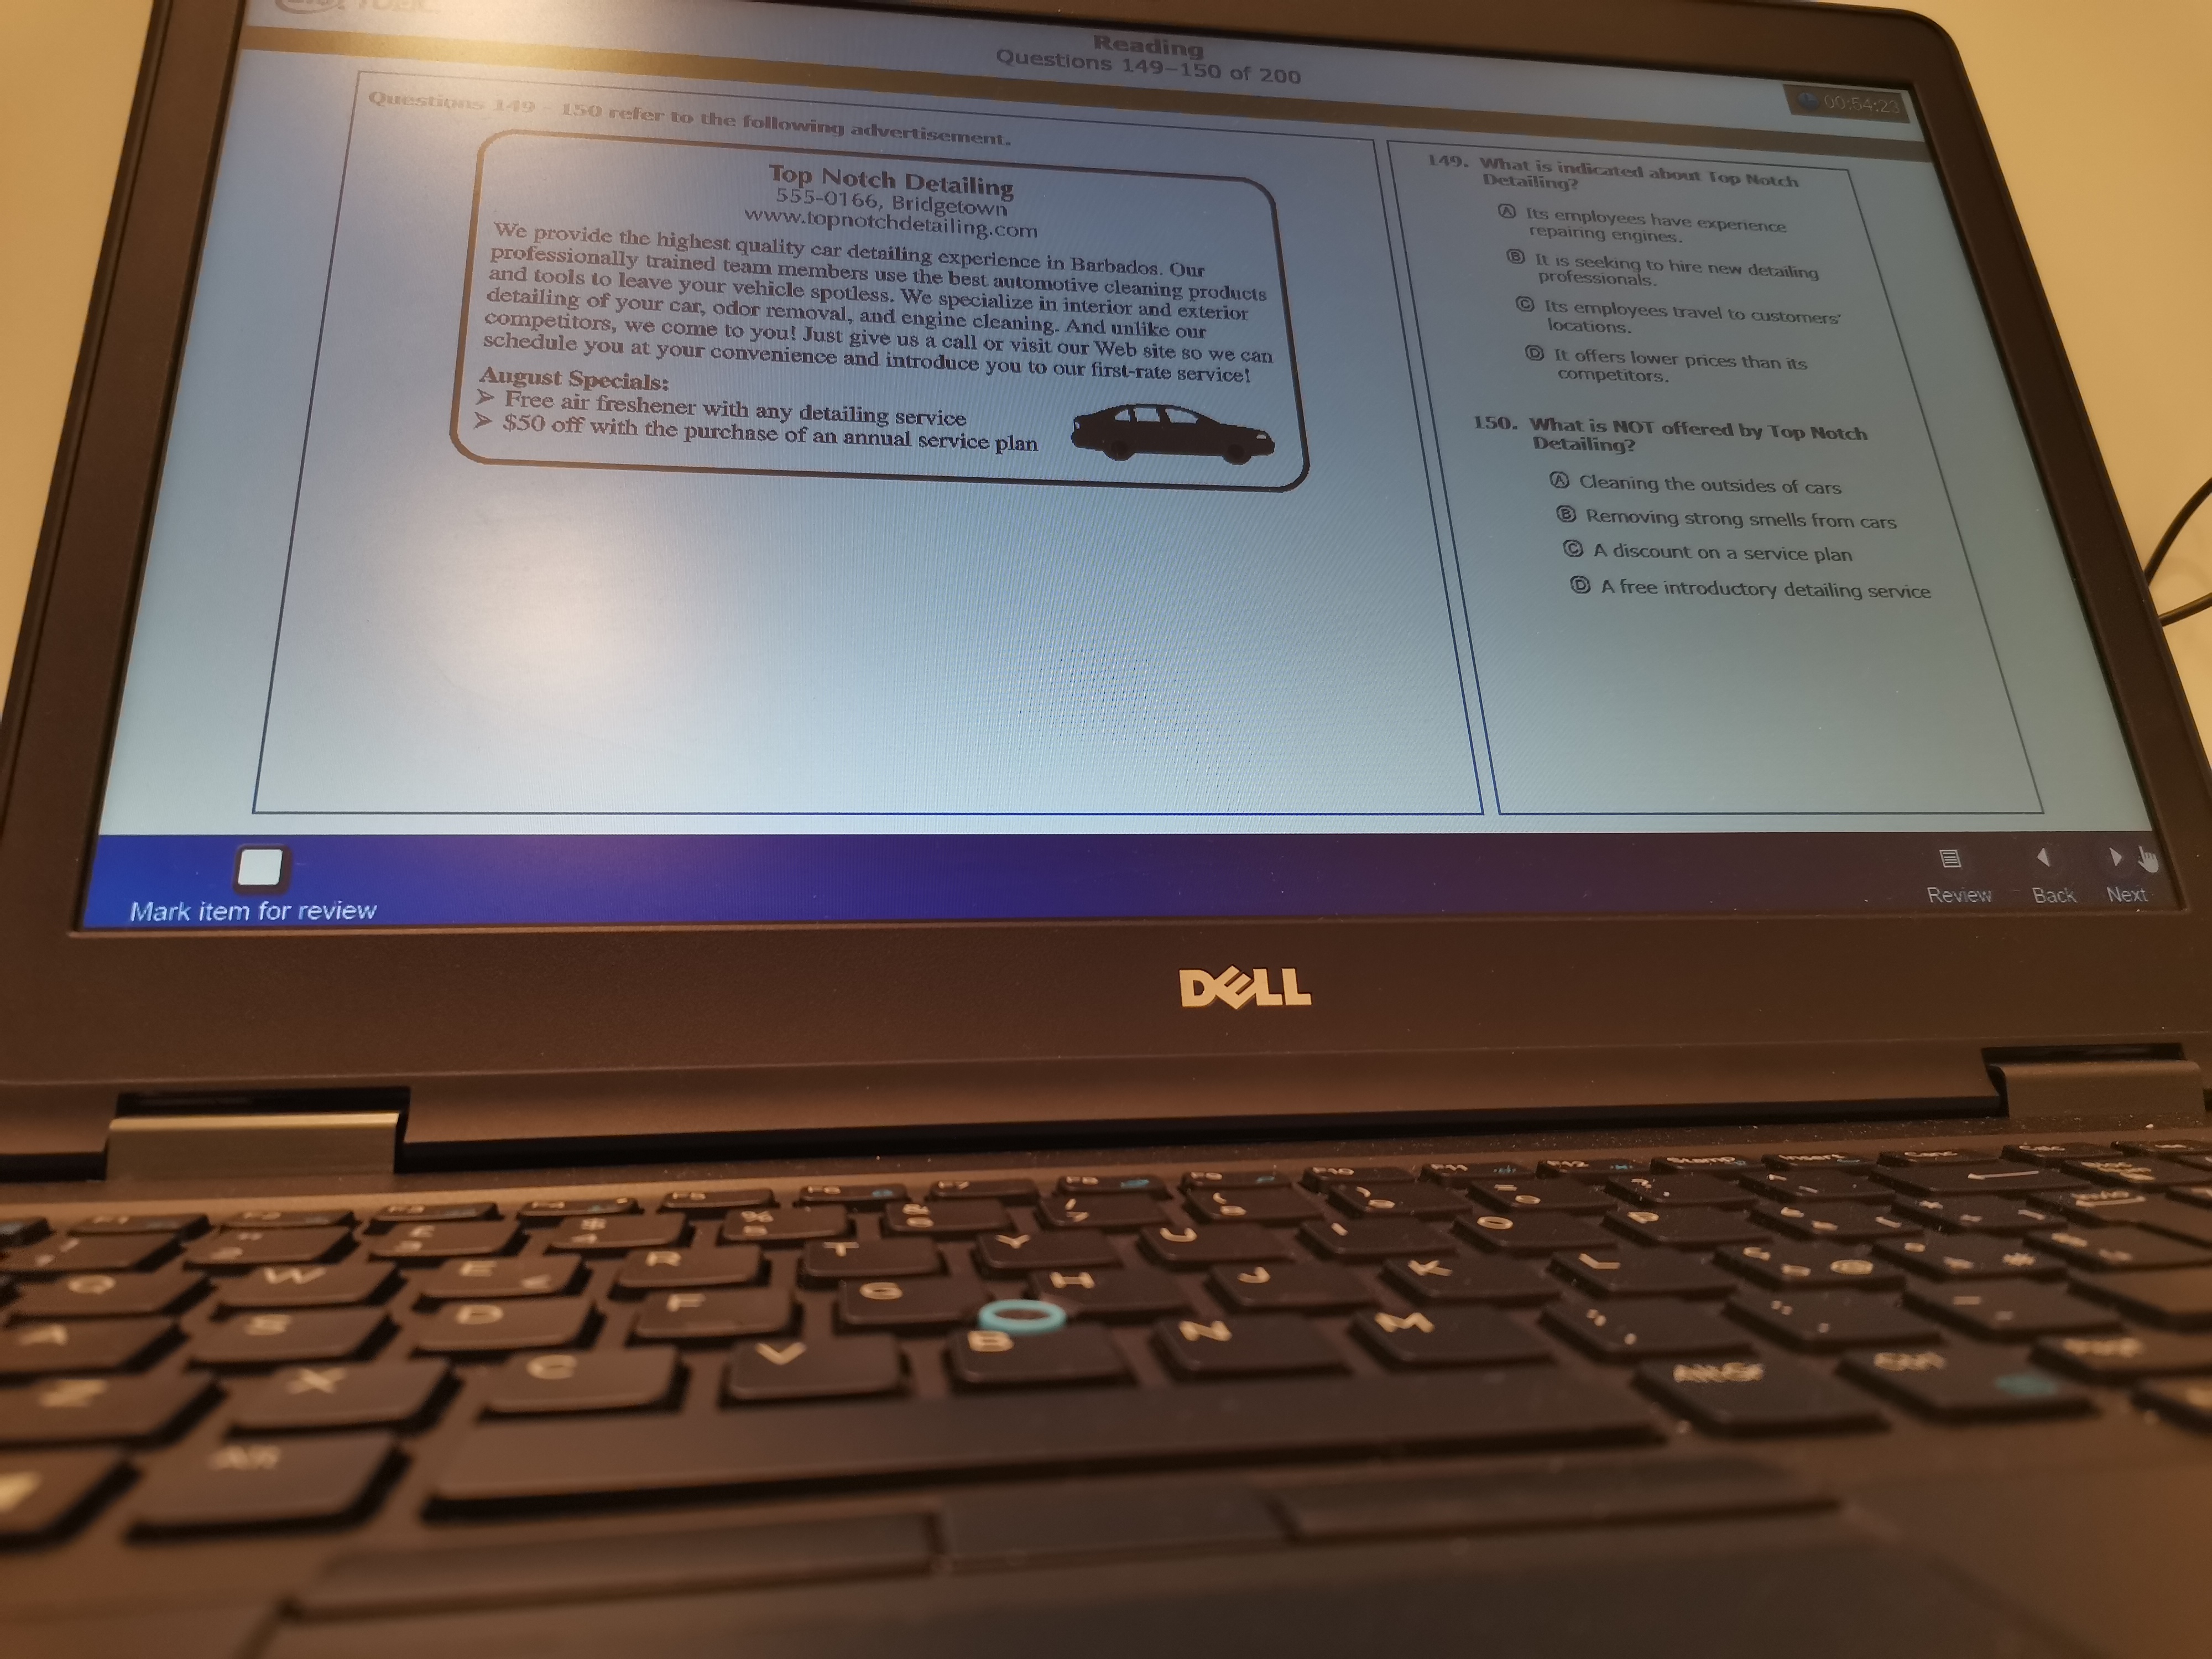 Reading
Questions 149–150 of 200
00:54:23
Questions 149 - 150 refer to the following advertisement.
Top Notch Detailing
555-0166, Bridgetown
www.topnotchdetailing.com
We provide the highest quality car detailing experience in Barbados. Our
professionally trained team members use the best automotive cleaning products
and tools to leave your vehicle spotless. We specialize in interior and exterior
detailing of your car, odor removal, and engine cleaning. And unlike our
competitors, we come to you! Just give us a call or visit our Web site so we can
schedule you at your convenience and introduce you to our first-rate service!
August Specials:
➤ Free air freshener with any detailing service
➤ $50 off with the purchase of an annual service plan
149. What is indicated about Top Notch
Detailing?
A Its employees have experience
repairing engines.
B It is seeking to hire new detailing
professionals.
C Its employees travel to customers'
locations.
D It offers lower prices than its
competitors.
150. What is NOT offered by Top Notch
Detailing?
A Cleaning the outsides of cars
B Removing strong smells from cars
C A discount on a service plan
D A free introductory detailing service
Mark item for review
Review Back Next
DELL
F10 F11 F12 Stamp Insert Canc
Q W E R T Y U I O P
A S D F G H J K L
Z X C V B N M
Alt Alt Gr Ctrl